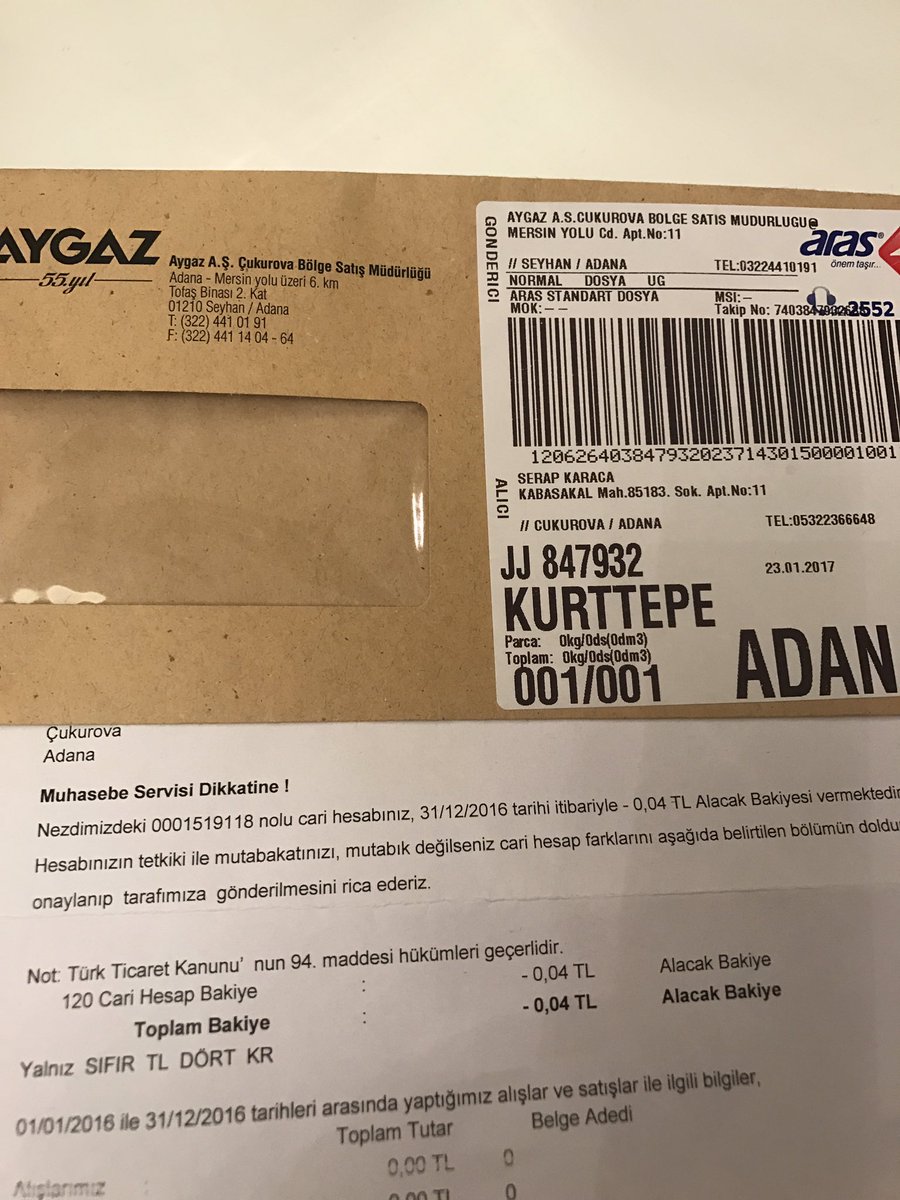 AYGAZ
55.yıl
Aygaz A.Ş. Çukurova Bölge Satış Müdürlüğü
Adana - Mersin yolu üzeri 6. km
Tofaş Binası 2. Kat
01210 Seyhan / Adana
T: (322) 441 01 91
F: (322) 441 14 04 - 64
GONDERICI
AYGAZ A.S.CUKUROVA BOLGE SATIS MUDURLUGU@
MERSIN YOLU Cd. Apt.No:11
aras
önem taşır...
// SEYHAN / ADANA TEL:03224410191
NORMAL DOSYA UG
ARAS STANDART DOSYA MSI:–
MOK:– – Takip No:
2552
120626403847932023714301500001001
ALICI
SERAP KARACA
KABASAKAL Mah.85183. Sok. Apt.No:11
// CUKUROVA / ADANA TEL:05322366648
JJ 847932 23.01.2017
KURTTEPE
Parca: 0kg/0ds(0dm3)
Toplam: 0kg/0ds(0dm3)
001/001
ADAN
Çukurova
Adana
Muhasebe Servisi Dikkatine !
Nezdimizdeki 0001519118 nolu cari hesabınız, 31/12/2016 tarihi itibariyle - 0,04 TL Alacak Bakiyesi vermektedir
Hesabınızın tetkiki ile mutabakatınızı, mutabık değilseniz cari hesap farklarını aşağıda belirtilen bölümün doldu
onaylanıp tarafımıza gönderilmesini rica ederiz.
Not: Türk Ticaret Kanunu' nun 94. maddesi hükümleri geçerlidir.
120 Cari Hesap Bakiye : - 0,04 TL Alacak Bakiye
Toplam Bakiye : - 0,04 TL Alacak Bakiye
Yalnız SIFIR TL DÖRT KR
01/01/2016 ile 31/12/2016 tarihleri arasında yaptığımız alışlar ve satışlar ile ilgili bilgiler,
Toplam Tutar Belge Adedi
Alışlarımız : 0,00 TL 0
0,00 TL 0